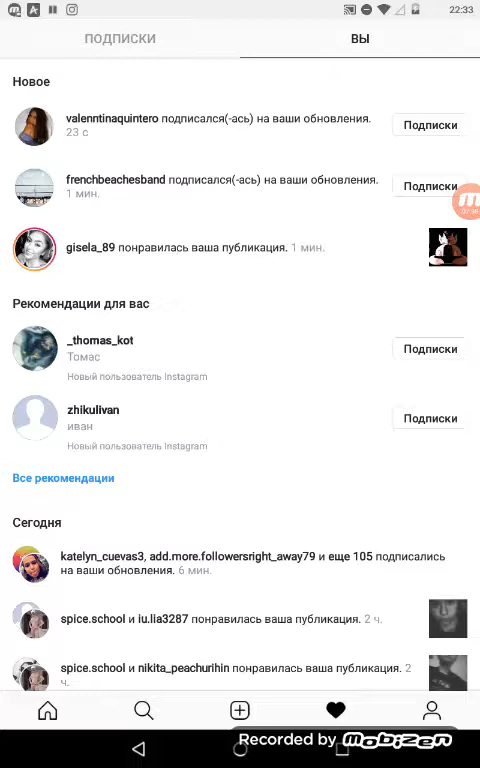 22:33
ПОДПИСКИ
ВЫ
Новое
valenntinaquintero подписался(-ась) на ваши обновления.
23 с
Подписки
frenchbeachesband подписался(-ась) на ваши обновления.
1 мин.
Подписки
gisela_89 понравилась ваша публикация. 1 мин.
Рекомендации для вас
_thomas_kot
Томас
Новый пользователь Instagram
Подписки
zhikulivan
иван
Новый пользователь Instagram
Подписки
Все рекомендации
Сегодня
katelyn_cuevas3, add.more.followersright_away79 и еще 105 подписались
на ваши обновления. 6 мин.
spice.school и iu.lia3287 понравилась ваша публикация. 2 ч.
spice.school и nikita_peachurihin понравилась ваша публикация. 2
ч.
Recorded by mobizen